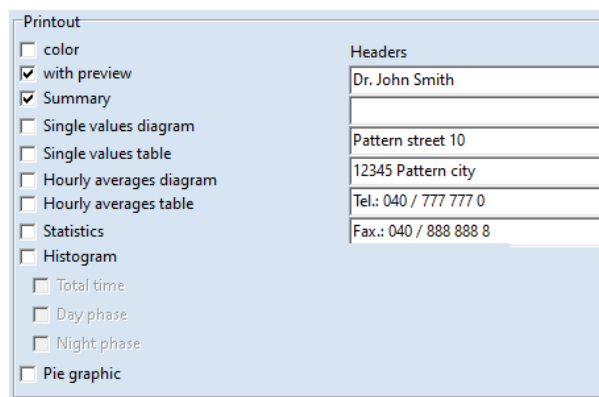 Printout
color
with preview
Summary
Single values diagram
Single values table
Hourly averages diagram
Hourly averages table
Statistics
Histogram
Total time
Day phase
Night phase
Pie graphic
Headers
Dr. John Smith
Pattern street 10
12345 Pattern city
Tel.: 040 / 777 777 0
Fax.: 040 / 888 888 8